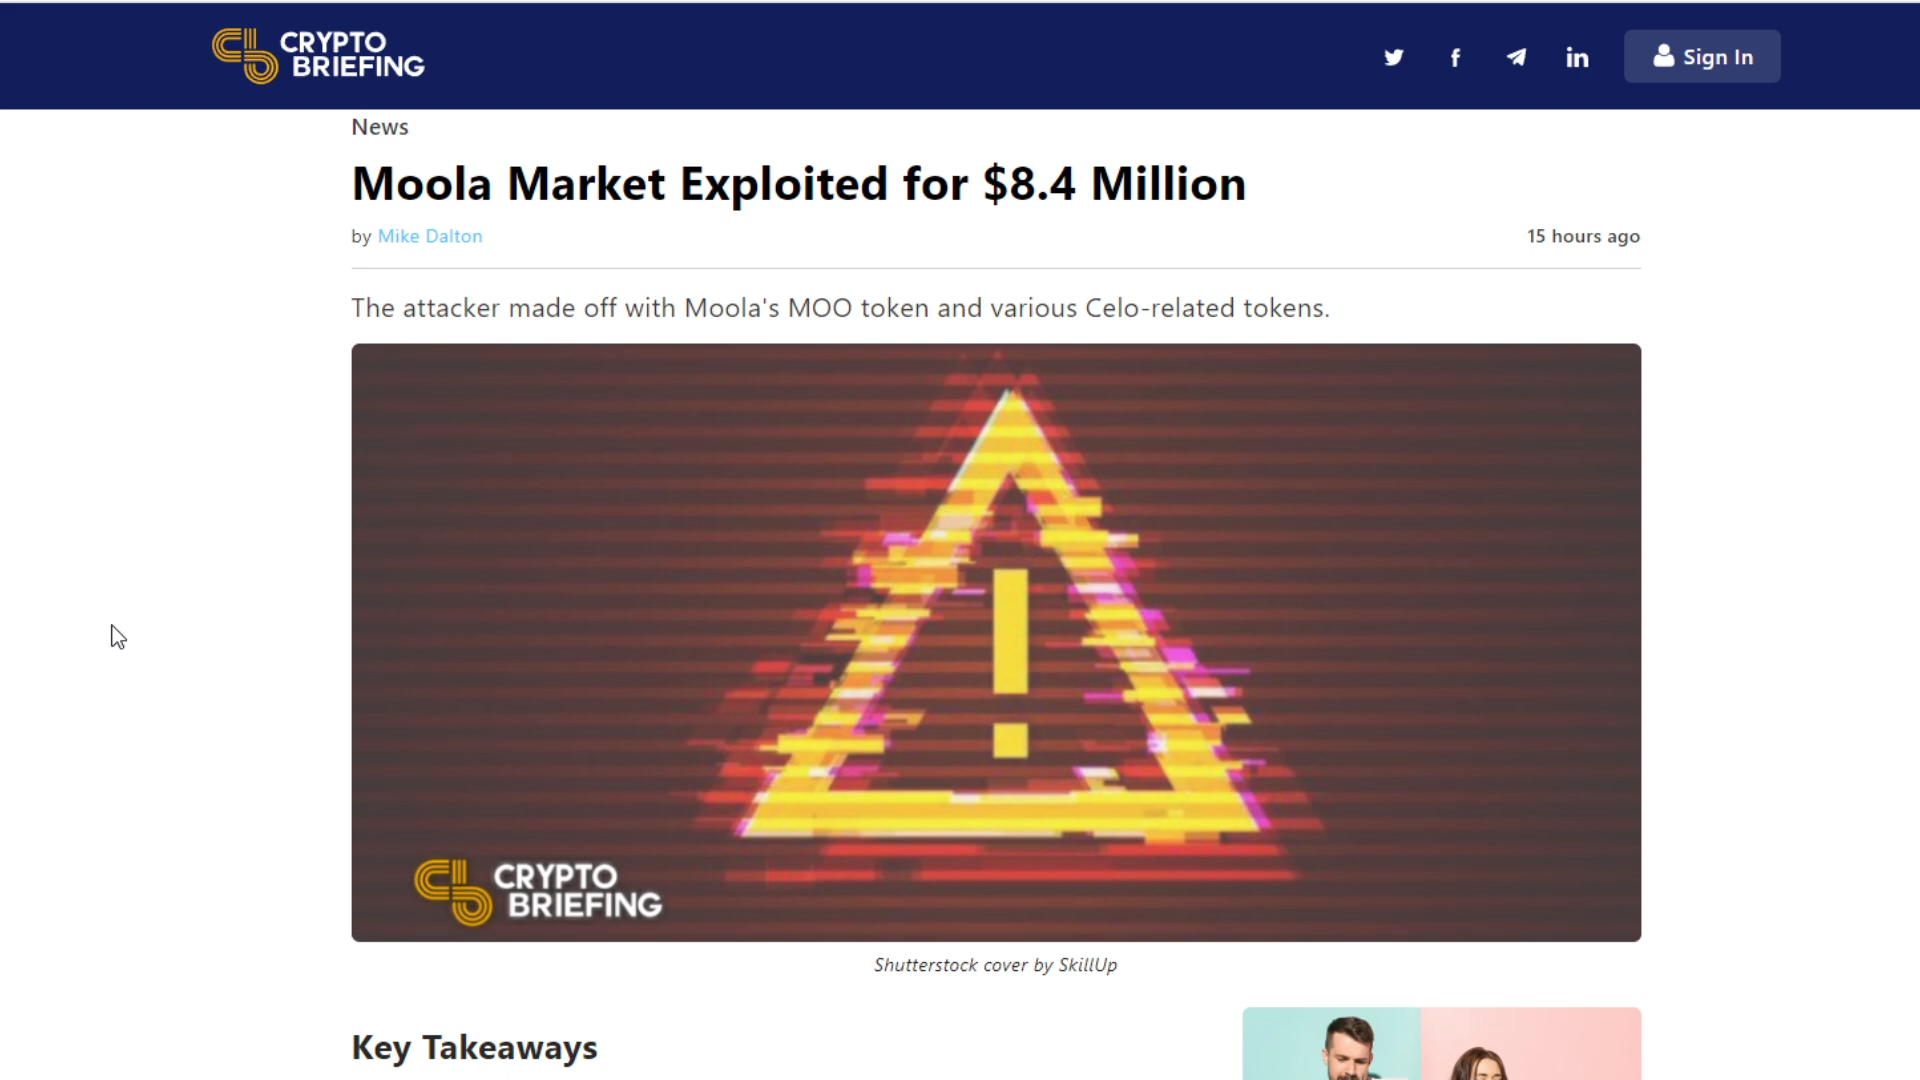 CRYPTO
BRIEFING
Sign In
News
Moola Market Exploited for $8.4 Million
by Mike Dalton
15 hours ago
The attacker made off with Moola's MOO token and various Celo-related tokens.
CRYPTO
BRIEFING
Shutterstock cover by SkillUp
Key Takeaways